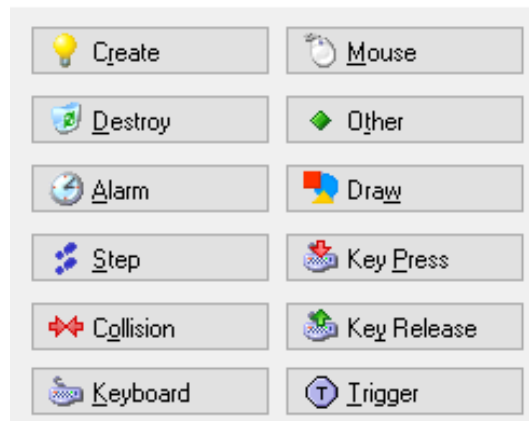 Create
Mouse
Destroy
Other
Alarm
Draw
Step
Key Press
Collision
Key Release
Keyboard
T
Trigger